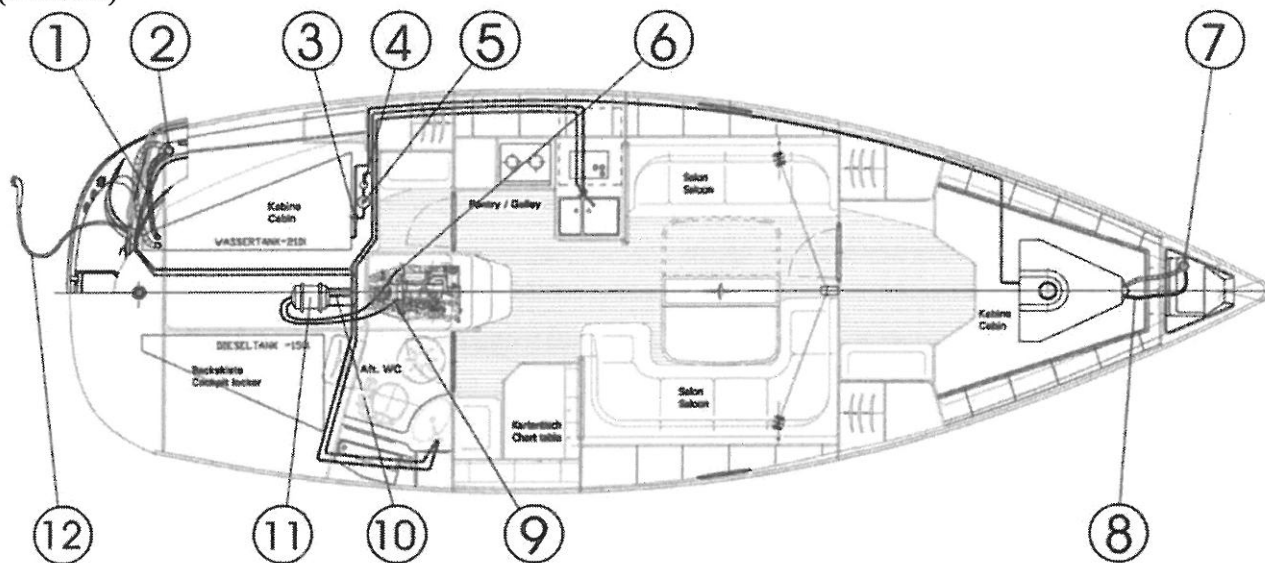 1
2
3
4
5
6
7
Kabine
Cabin
WASSERTANK-210l
Pantry / Galley
Salon
Saloon
DIESELTANK -150l
Backskiste
Cockpit locker
Aft. WC
Kartentisch
Chart table
Salon
Saloon
Kabine
Cabin
12
11
10
9
8